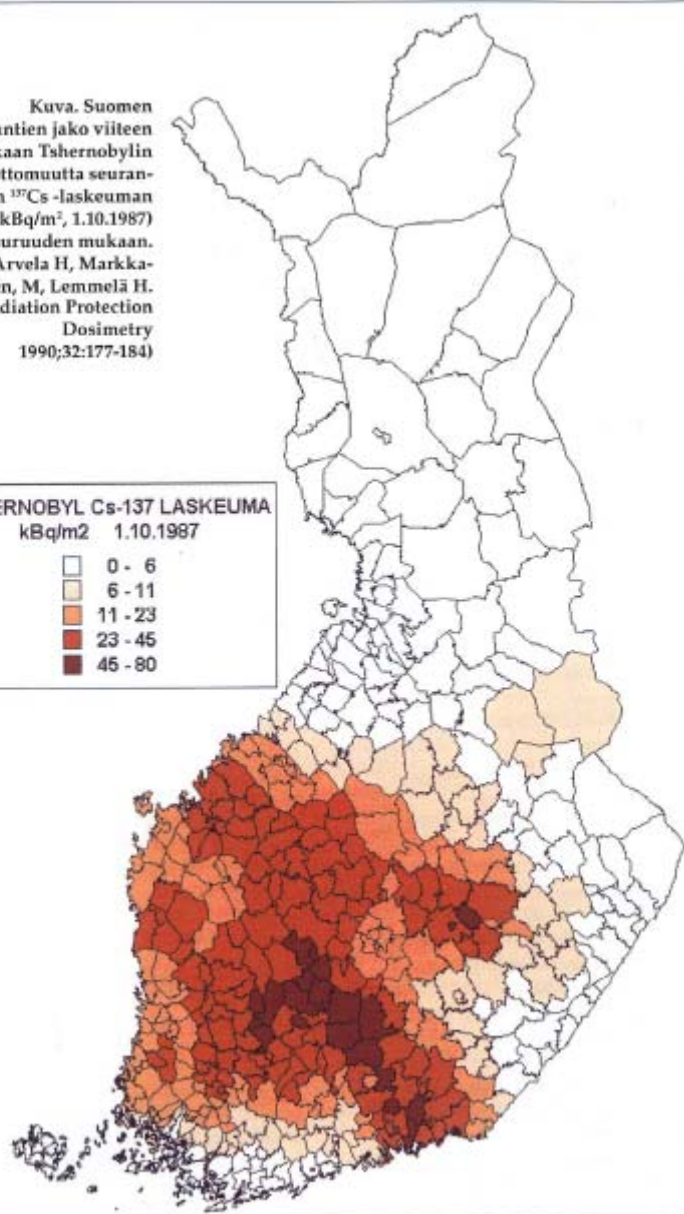 Kuva. Suomen
untien jako viiteen
kaan Tshernobylin
ttomuutta seuran-
n ¹³⁷Cs -laskeuman
kBq/m², 1.10.1987)
uruuden mukaan.
Arvela H, Markka-
en, M, Lemmelä H.
diation Protection
Dosimetry
1990;32:177-184)
ERNOBYL Cs-137 LASKEUMA
kBq/m2 1.10.1987
0 - 6
6 - 11
11 - 23
23 - 45
45 - 80